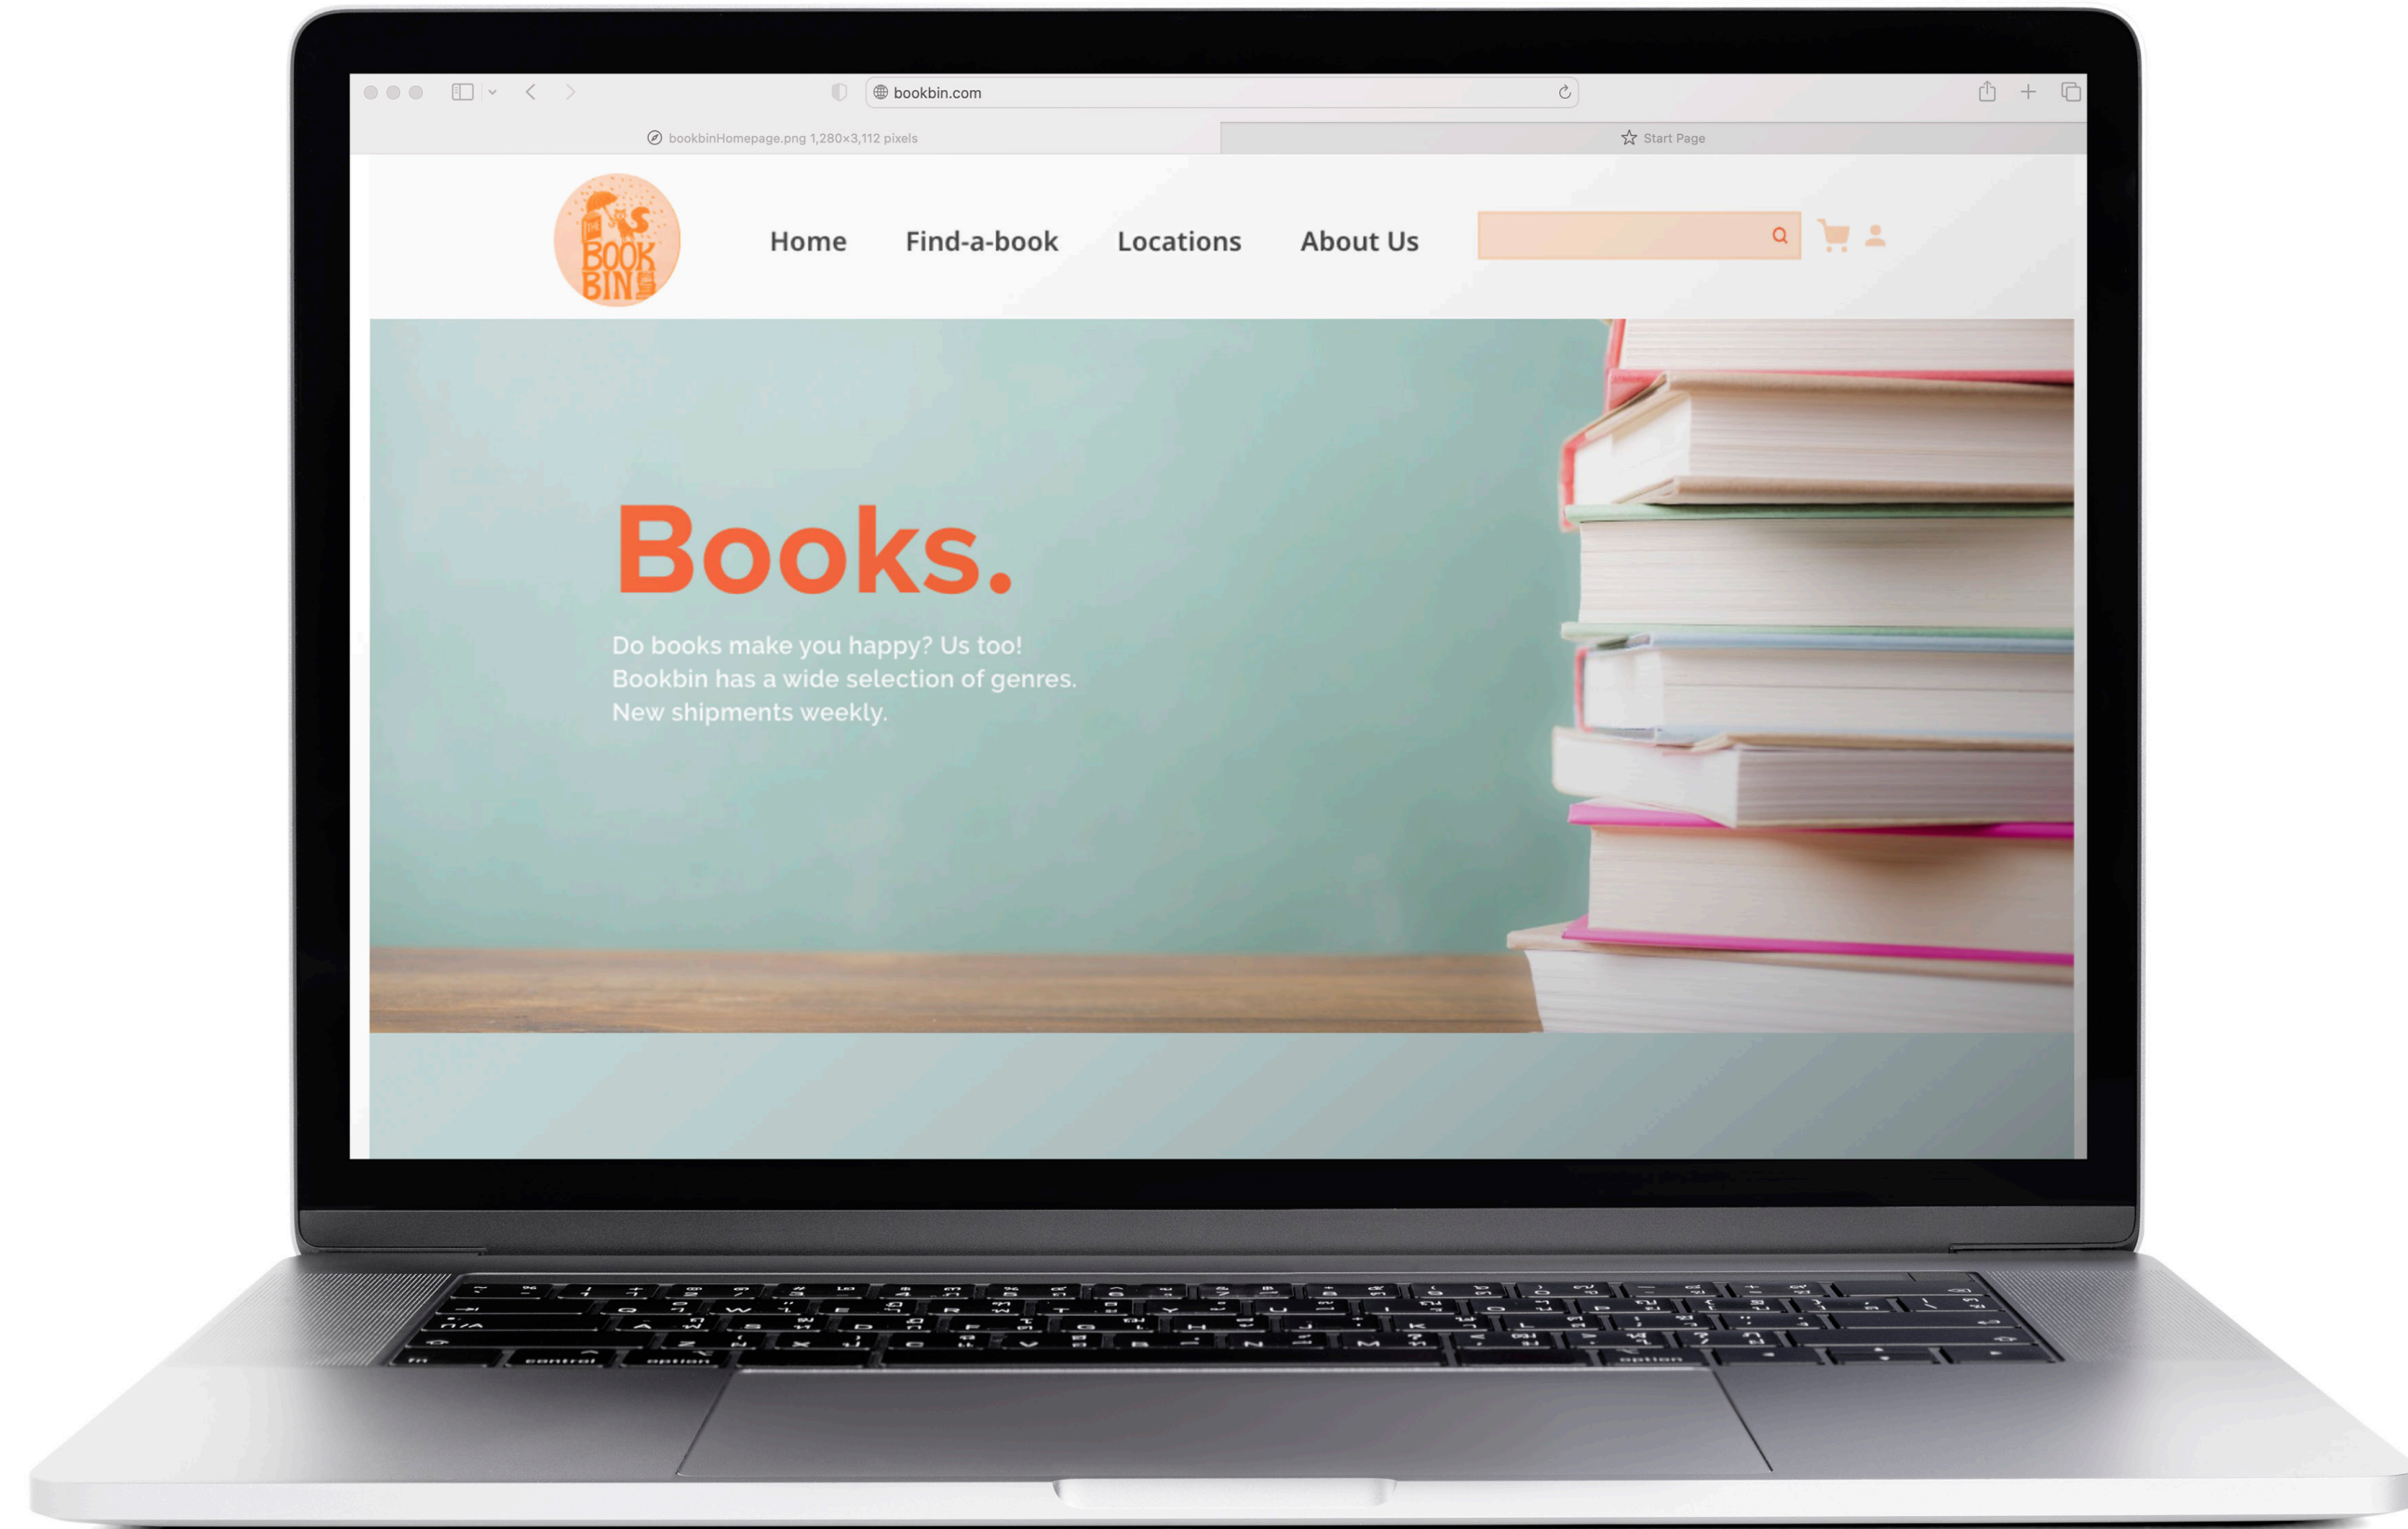 bookbin.com
bookbinHomepage.png 1,280×3,112 pixels
Start Page
THE
BOOK
BIN
Home
Find-a-book
Locations
About Us
Books.
Do books make you happy? Us too!
Bookbin has a wide selection of genres.
New shipments weekly.
Q W E R T Y U I O P
A S D F G H J K L
Z X C V B N M
fn control option option